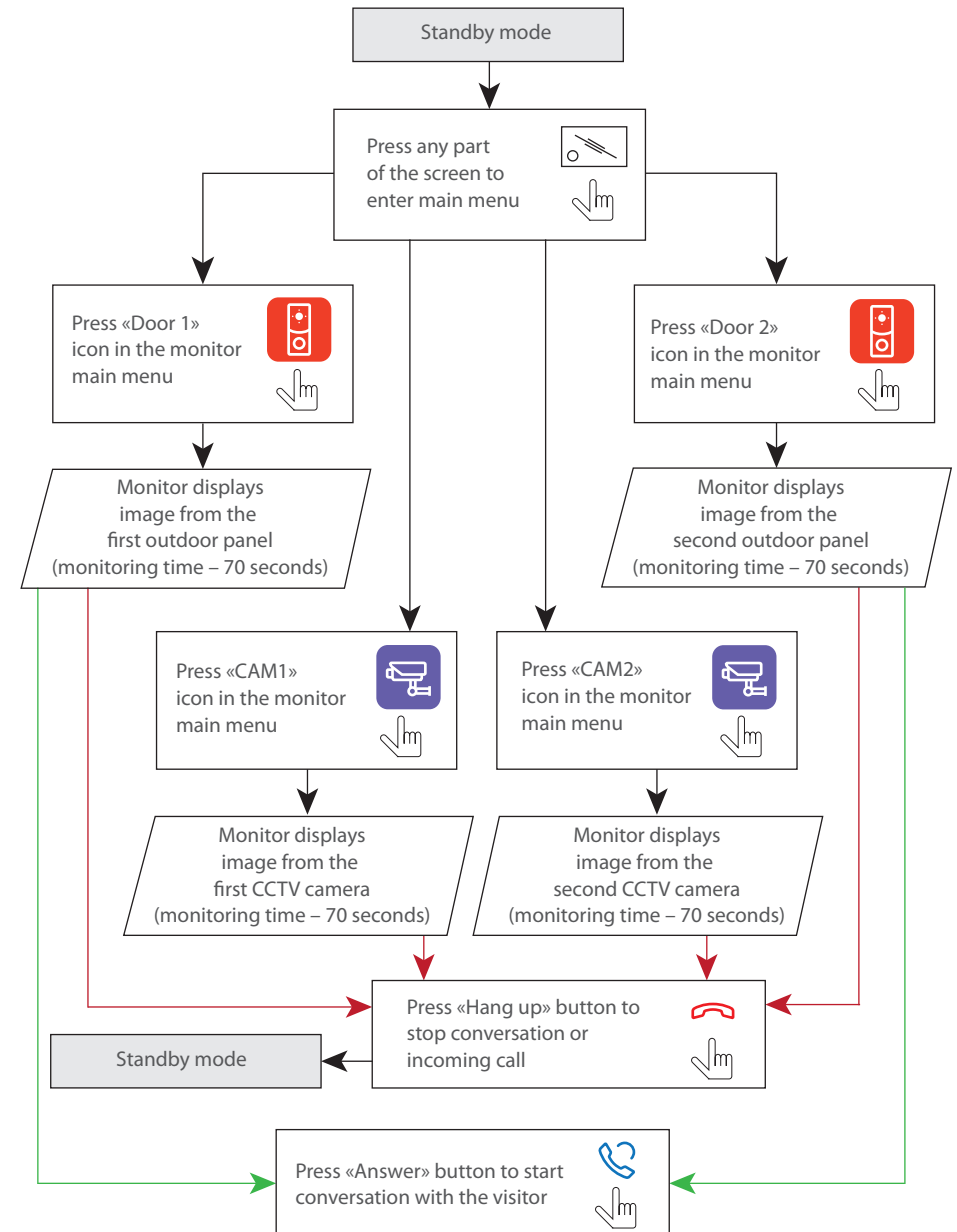 Standby mode
Press any part
of the screen to
enter main menu
Press «Door 1»
icon in the monitor
main menu
Press «Door 2»
icon in the monitor
main menu
Monitor displays
image from the
first outdoor panel
(monitoring time – 70 seconds)
Monitor displays
image from the
second outdoor panel
(monitoring time – 70 seconds)
Press «CAM1»
icon in the monitor
main menu
Press «CAM2»
icon in the monitor
main menu
Monitor displays
image from the
first CCTV camera
(monitoring time – 70 seconds)
Monitor displays
image from the
second CCTV camera
(monitoring time – 70 seconds)
Press «Hang up» button to
stop conversation or
incoming call
Standby mode
Press «Answer» button to start
conversation with the visitor